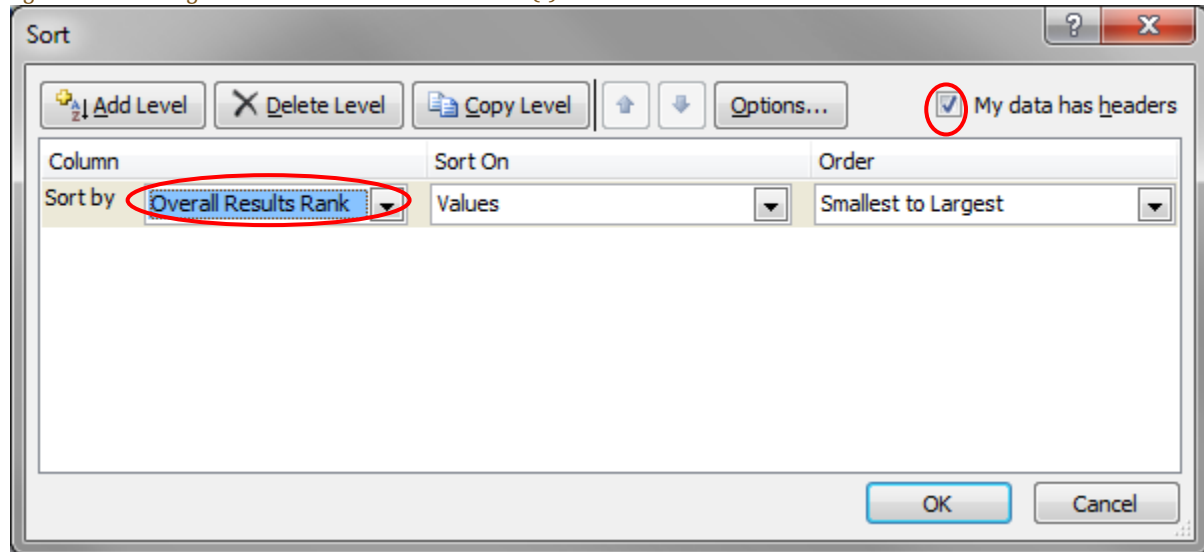 Sort
Add Level Delete Level Copy Level Options... My data has headers
Column Sort On Order
Sort by Overall Results Rank Values Smallest to Largest
OK Cancel